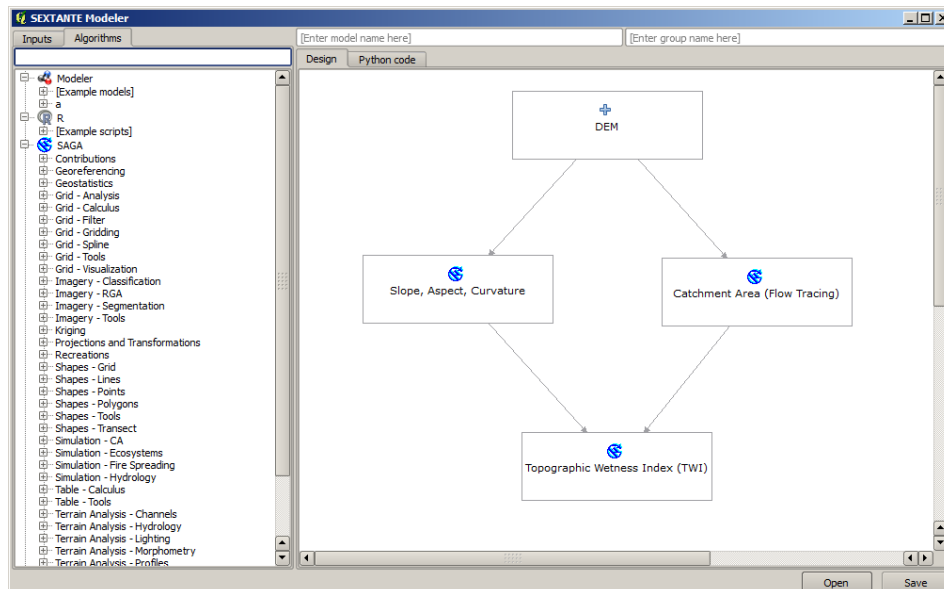 SEXTANTE Modeler
Inputs
Algorithms
[Enter model name here]
[Enter group name here]
Design
Python code
Modeler
[Example models]
a
R
[Example scripts]
SAGA
Contributions
Georeferencing
Geostatistics
Grid - Analysis
Grid - Calculus
Grid - Filter
Grid - Gridding
Grid - Spline
Grid - Tools
Grid - Visualization
Imagery - Classification
Imagery - RGA
Imagery - Segmentation
Imagery - Tools
Kriging
Projections and Transformations
Recreations
Shapes - Grid
Shapes - Lines
Shapes - Points
Shapes - Polygons
Shapes - Tools
Shapes - Transect
Simulation - CA
Simulation - Ecosystems
Simulation - Fire Spreading
Simulation - Hydrology
Table - Calculus
Table - Tools
Terrain Analysis - Channels
Terrain Analysis - Hydrology
Terrain Analysis - Lighting
Terrain Analysis - Morphometry
Terrain Analysis - Profiles
DEM
Slope, Aspect, Curvature
Catchment Area (Flow Tracing)
Topographic Wetness Index (TWI)
Open
Save